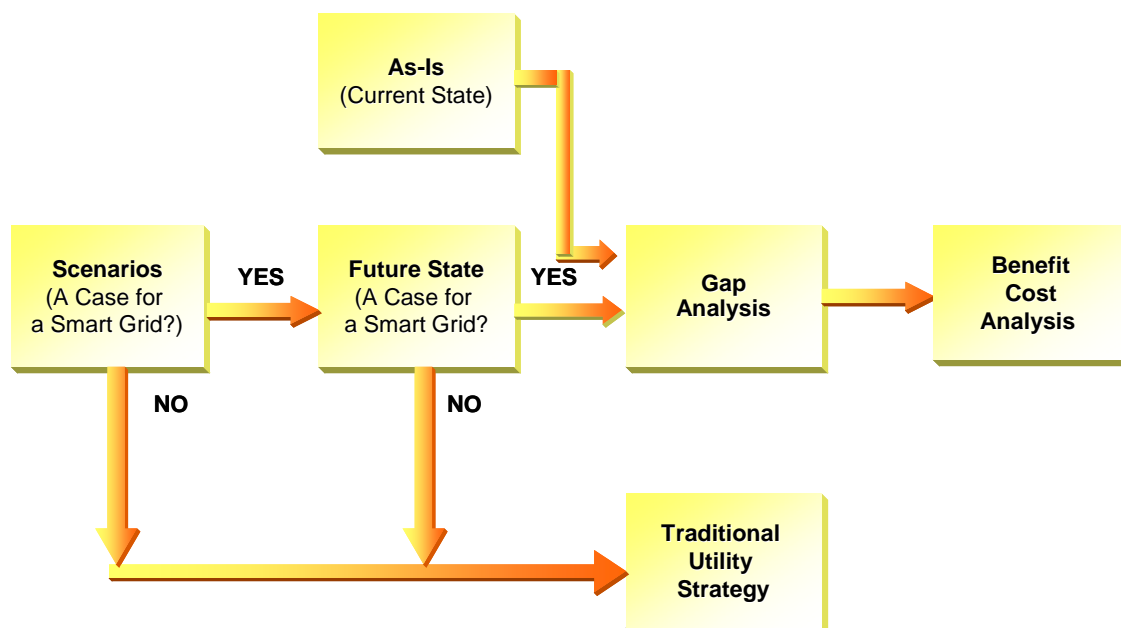 As-Is
(Current State)
Scenarios
(A Case for
a Smart Grid?)
YES
Future State
(A Case for
a Smart Grid?
YES
Gap
Analysis
Benefit
Cost
Analysis
NO
NO
Traditional
Utility
Strategy